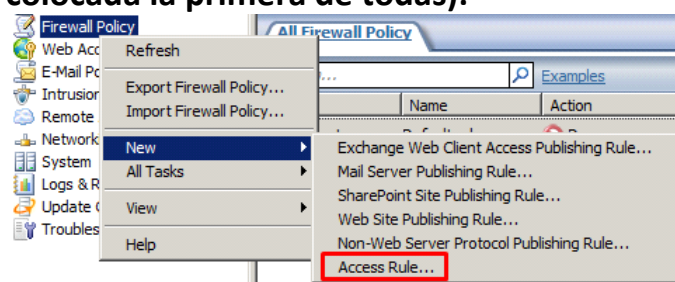 colocada la primera de todas).
Firewall Policy
All Firewall Policy
Web Acc
Refresh
E-Mail Po
Export Firewall Policy...
Examples
Intrusion
Import Firewall Policy...
Name
Action
Remote
Network
New
Exchange Web Client Access Publishing Rule...
System
All Tasks
Mail Server Publishing Rule...
Logs & R
SharePoint Site Publishing Rule...
Update
View
Web Site Publishing Rule...
Troubles
Non-Web Server Protocol Publishing Rule...
Help
Access Rule...